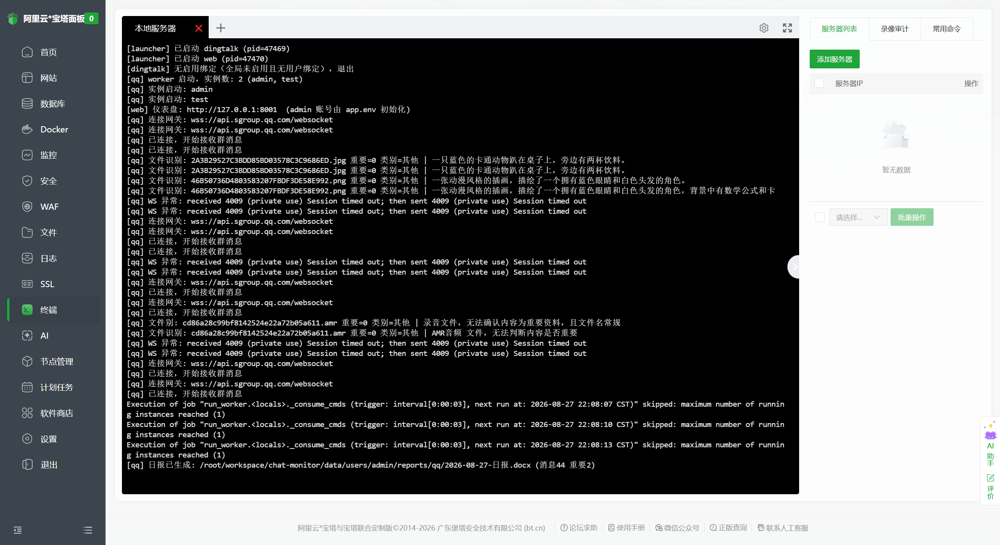 阿里云*宝塔面板 0
首页
网站
数据库
Docker
监控
安全
WAF
文件
日志
SSL
终端
AI
节点管理
计划任务
软件商店
设置
退出
本地服务器
[launcher] 已启动 dingtalk (pid=47469)
[launcher] 已启动 web (pid=47470)
[dingtalk] 无启用绑定（全局未启用且无用户绑定），退出
[qq] worker 启动，实例数: 2 (admin, test)
[qq] 实例启动: admin
[qq] 实例启动: test
[web] 仪表盘: http://127.0.0.1:8001  (admin 账号由 app.env 初始化)
[qq] 连接网关: wss://api.sgroup.qq.com/websocket
[qq] 连接网关: wss://api.sgroup.qq.com/websocket
[qq] 已连接，开始接收群消息
[qq] 已连接，开始接收群消息
[qq] 文件识别: 2A3B29527C3BDD85BD03578C3C9686ED.jpg 重要=0 类别=其他 | 一只蓝色的卡通动物趴在桌子上，旁边有两杯饮料。
[qq] 文件识别: 2A3B29527C3BDD85BD03578C3C9686ED.jpg 重要=0 类别=其他 | 一只蓝色的卡通动物趴在桌子上，旁边有两杯饮料。
[qq] 文件识别: 46B50736D4803583207FBDF3DE58E992.png 重要=0 类别=其他 | 一张动漫风格的插画，描绘了一个拥有蓝色眼睛和白色头发的角色。
[qq] 文件识别: 46B50736D4803583207FBDF3DE58E992.png 重要=0 类别=其他 | 一张动漫风格的插画，描绘了一个拥有蓝色眼睛和白色头发的角色，背景中有数学公式和卡
[qq] WS 异常: received 4009 (private use) Session timed out; then sent 4009 (private use) Session timed out
[qq] WS 异常: received 4009 (private use) Session timed out; then sent 4009 (private use) Session timed out
[qq] 连接网关: wss://api.sgroup.qq.com/websocket
[qq] 连接网关: wss://api.sgroup.qq.com/websocket
[qq] 已连接，开始接收群消息
[qq] 已连接，开始接收群消息
[qq] WS 异常: received 4009 (private use) Session timed out; then sent 4009 (private use) Session timed out
[qq] WS 异常: received 4009 (private use) Session timed out; then sent 4009 (private use) Session timed out
[qq] 连接网关: wss://api.sgroup.qq.com/websocket
[qq] 已连接，开始接收群消息
[qq] 连接网关: wss://api.sgroup.qq.com/websocket
[qq] 已连接，开始接收群消息
[qq] 文件别: cd86a28c99bf8142524e22a72b05a611.amr 重要=0 类别=其他 | 录音文件，无法确认内容为重要资料，且文件名常规
[qq] 文件识别: cd86a28c99bf8142524e22a72b05a611.amr 重要=0 类别=其他 | AMR音频 文件，无法判断内容是否重要
[qq] WS 异常: received 4009 (private use) Session timed out; then sent 4009 (private use) Session timed out
[qq] WS 异常: received 4009 (private use) Session timed out; then sent 4009 (private use) Session timed out
[qq] 连接网关: wss://api.sgroup.qq.com/websocket
[qq] 已连接，开始接收群消息
[qq] 连接网关: wss://api.sgroup.qq.com/websocket
[qq] 已连接，开始接收群消息
Execution of job "run_worker.<locals>._consume_cmds (trigger: interval[0:00:03], next run at: 2026-08-27 22:08:07 CST)" skipped: maximum number of runnin
g instances reached (1)
Execution of job "run_worker.<locals>._consume_cmds (trigger: interval[0:00:03], next run at: 2026-08-27 22:08:10 CST)" skipped: maximum number of runnin
g instances reached (1)
Execution of job "run_worker.<locals>._consume_cmds (trigger: interval[0:00:03], next run at: 2026-08-27 22:08:13 CST)" skipped: maximum number of runnin
g instances reached (1)
[qq] 日报已生成: /root/workspace/chat-monitor/data/users/admin/reports/qq/2026-08-27-日报.docx (消息44 重要2)
服务器列表 录像审计 常用命令
添加服务器
服务器IP 操作
暂无数据
请选择... 批量操作
AI
助
手
评
价
阿里云*宝塔与宝塔联合定制版©2014-2026 广东堡塔安全技术有限公司 (bt.cn) 论坛求助 使用手册 微信公众号 正版查询 联系人工客服